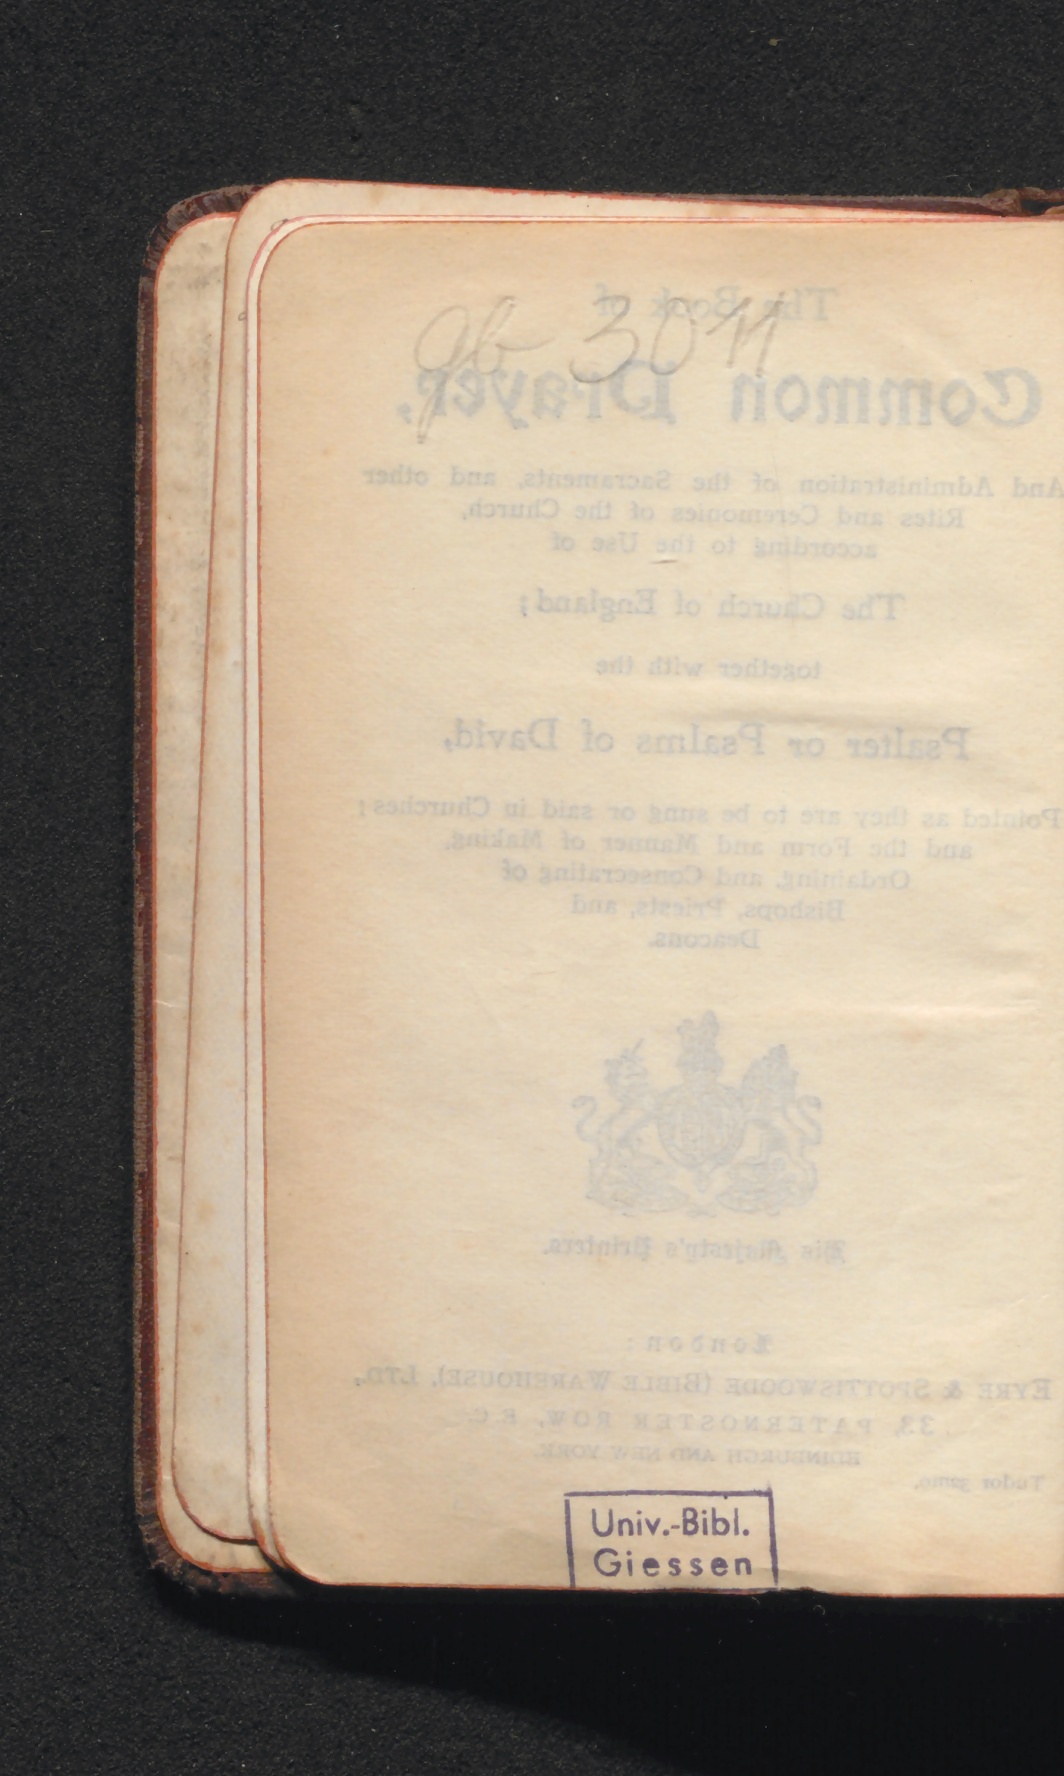 gb 3011
The Book of
Common Prayer,
And Administration of the Sacraments, and other
Rites and Ceremonies of the Church,
according to the Use of
The Church of England;
together with the
Psalter or Psalms of David,
Pointed as they are to be sung or said in Churches;
and the Form and Manner of Making,
Ordaining, and Consecrating of
Bishops, Priests, and
Deacons.
His Majesty's Printers.
London:
EYRE & SPOTTISWOODE (BIBLE WAREHOUSE), LTD.,
33, PATERNOSTER ROW, E.C.
EDINBURGH AND NEW YORK.
Tudor 32mo.
Univ.-Bibl.
Giessen